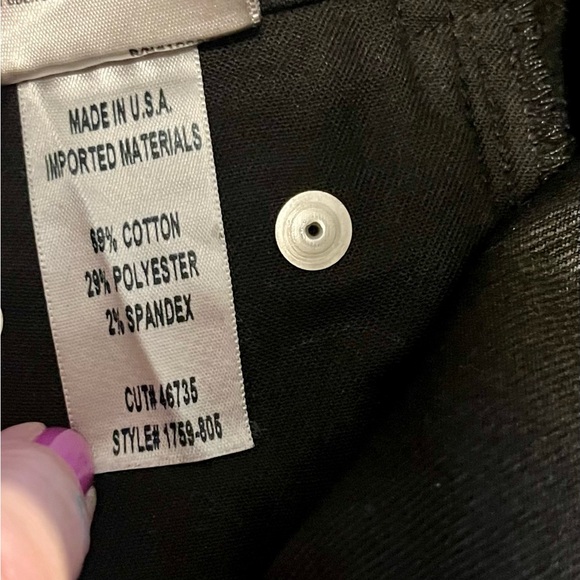 MADE IN U.S.A.
IMPORTED MATERIALS
69% COTTON
29% POLYESTER
2% SPANDEX
CUT# 46735
STYLE# 1759-805